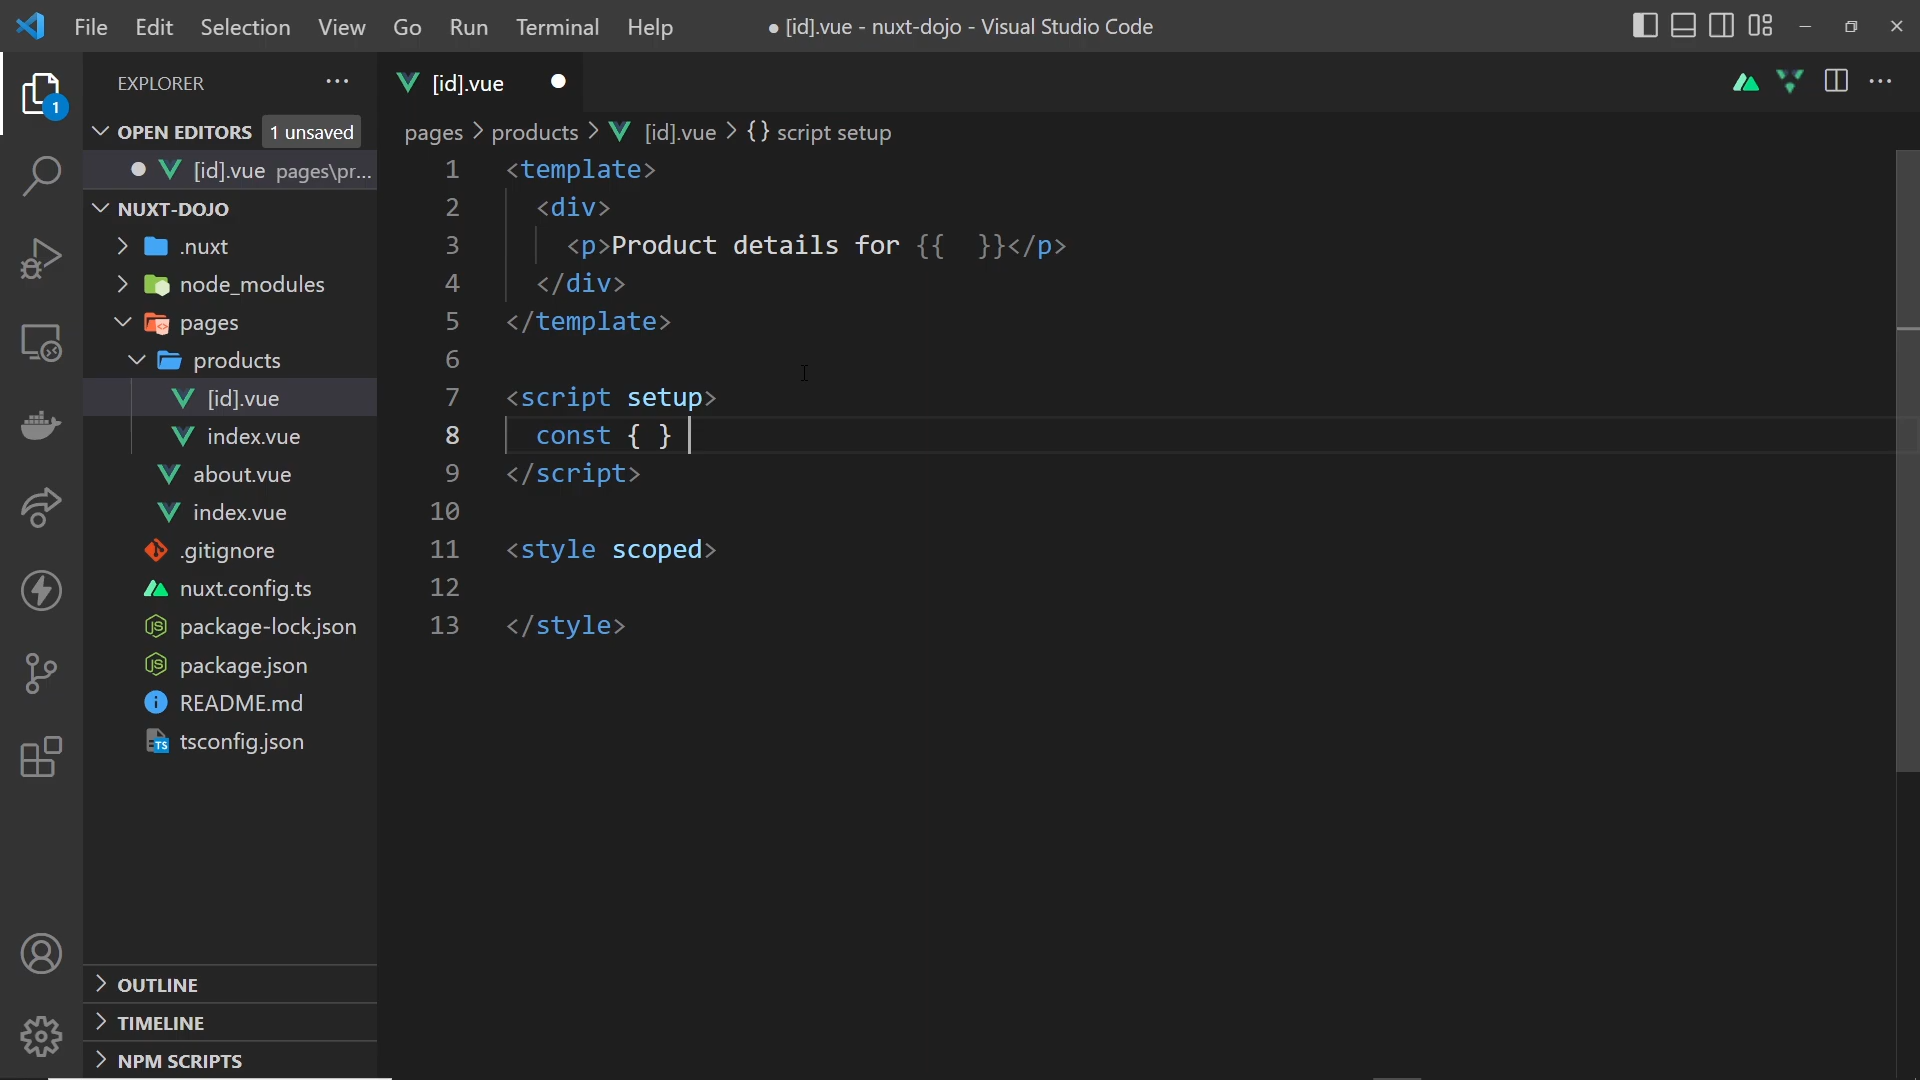 File Edit Selection View Go Run Terminal Help
● [id].vue - nuxt-dojo - Visual Studio Code
EXPLORER
1
OPEN EDITORS 1 unsaved
[id].vue pages\pr...
NUXT-DOJO
.nuxt
node_modules
pages
products
[id].vue
index.vue
about.vue
index.vue
.gitignore
nuxt.config.ts
package-lock.json
package.json
README.md
tsconfig.json
OUTLINE
TIMELINE
NPM SCRIPTS
[id].vue
pages > products > [id].vue > {} script setup
1 <template>
2 <div>
3 <p>Product details for {{  }}</p>
4 </div>
5 </template>
6
7 <script setup>
8 const { }
9 </script>
10
11 <style scoped>
12
13 </style>